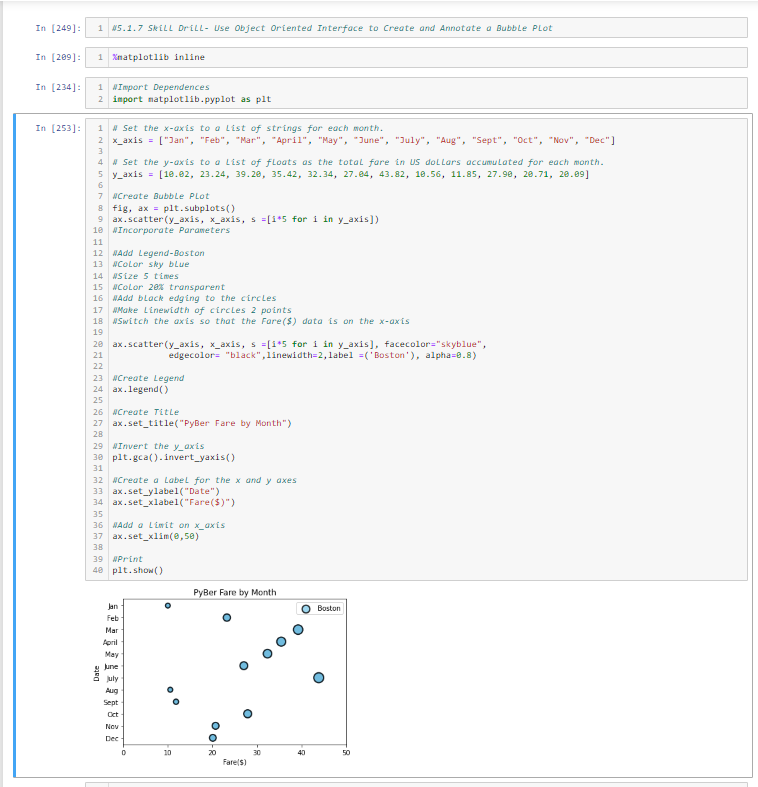 In [249]: 1 #5.1.7 Skill Drill- Use Object Oriented Interface to Create and Annotate a Bubble Plot
In [209]: 1 %matplotlib inline
In [234]: 1 #Import Dependences
2 import matplotlib.pyplot as plt
In [253]: 1 # Set the x-axis to a list of strings for each month.
2 x_axis = ["Jan", "Feb", "Mar", "April", "May", "June", "July", "Aug", "Sept", "Oct", "Nov", "Dec"]
3
4 # Set the y-axis to a list of floats as the total fare in US dollars accumulated for each month.
5 y_axis = [10.02, 23.24, 39.20, 35.42, 32.34, 27.04, 43.82, 10.56, 11.85, 27.90, 20.71, 20.09]
6
7 #Create Bubble Plot
8 fig, ax = plt.subplots()
9 ax.scatter(y_axis, x_axis, s =[i*5 for i in y_axis])
10 #Incorporate Parameters
11
12 #Add Legend-Boston
13 #Color sky blue
14 #Size 5 times
15 #Color 20% transparent
16 #Add black edging to the circles
17 #Make linewidth of circles 2 points
18 #Switch the axis so that the Fare($) data is on the x-axis
19
20 ax.scatter(y_axis, x_axis, s =[i*5 for i in y_axis], facecolor="skyblue",
21 edgecolor= "black",linewidth=2,label =('Boston'), alpha=0.8)
22
23 #Create Legend
24 ax.legend()
25
26 #Create Title
27 ax.set_title("PyBer Fare by Month")
28
29 #Invert the y_axis
30 plt.gca().invert_yaxis()
31
32 #Create a label for the x and y axes
33 ax.set_ylabel("Date")
34 ax.set_xlabel("Fare($)")
35
36 #Add a limit on x_axis
37 ax.set_xlim(0,50)
38
39 #Print
40 plt.show()
PyBer Fare by Month
Boston
Jan
Feb
Mar
April
May
June
July
Aug
Sept
Oct
Nov
Dec
Date
0 10 20 30 40 50
Fare($)